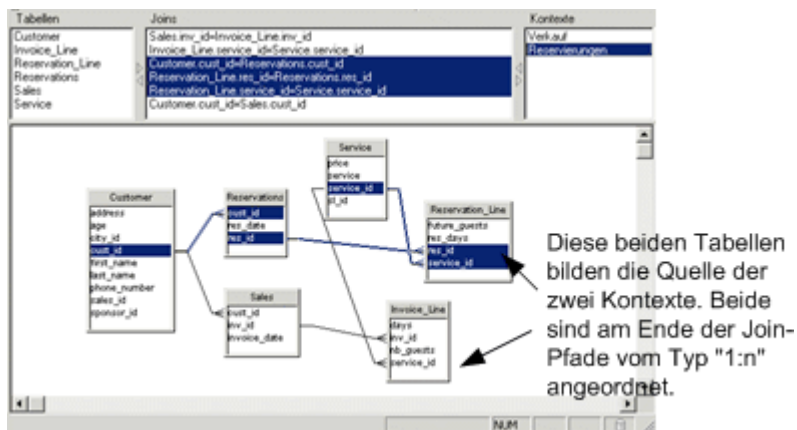 Tabellen
Joins
Kontexte
Customer
Invoice_Line
Reservation_Line
Reservations
Sales
Service
Sales.inv_id=Invoice_Line.inv_id
Invoice_Line.service_id=Service.service_id
Customer.cust_id=Reservations.cust_id
Reservation_Line.res_id=Reservations.res_id
Reservation_Line.service_id=Service.service_id
Customer.cust_id=Sales.cust_id
Verkauf
Reservierungen
Customer
address
age
city_id
cust_id
first_name
last_name
phone_number
sales_id
sponsor_id
Reservations
cust_id
res_date
res_id
Sales
cust_id
inv_id
invoice_date
Service
price
service
service_id
sl_id
Reservation_Line
future_guests
res_days
res_id
service_id
Invoice_Line
days
inv_id
nb_guests
service_id
Diese beiden Tabellen
bilden die Quelle der
zwei Kontexte. Beide
sind am Ende der Join-
Pfade vom Typ "1:n"
angeordnet.
NUM